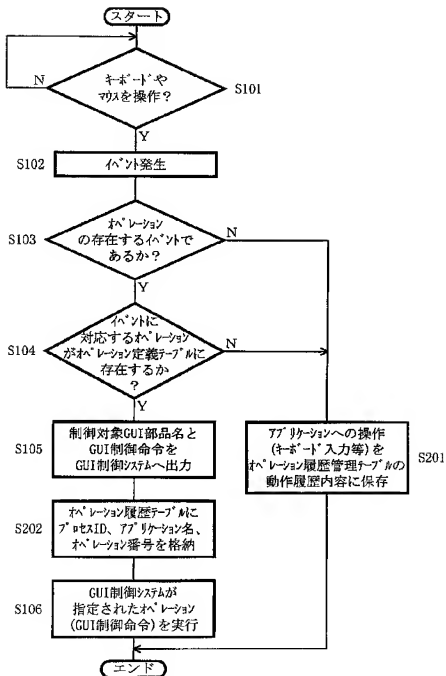 スタート
N
キーボードや
マウスを操作？
S101
Y
S102
イベント発生
S103
オペレーション
の存在するイベントで
あるか？
N
Y
S104
イベントに
対応するオペレーション
がオペレーション定義テーブルに
存在するか
？
N
Y
S105
制御対象GUI部品名と
GUI制御命令を
GUI制御システムへ出力
アプリケーションへの操作
(キーボード入力等)を
オペレーション履歴管理テーブルの
動作履歴内容に保存
S201
S202
オペレーション履歴テーブルに
プロセスID、アプリケーション名、
オペレーション番号を格納
S106
GUI制御システムが
指定されたオペレーション
(GUI制御命令)を実行
エンド